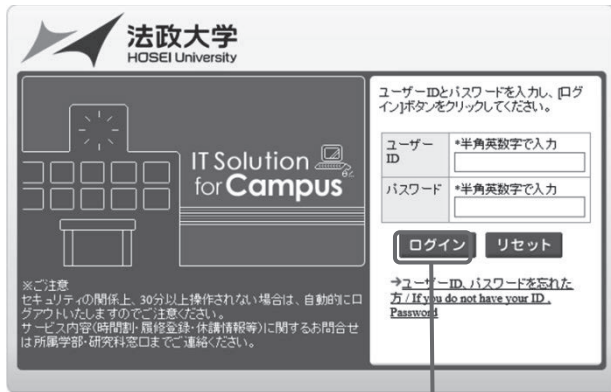 法政大学
HOSEI University
IT Solution
for Campus
※ご注意
セキュリティの関係上、30分以上操作されない場合は、自動的にロ
グアウトいたしますのでご注意ください。
サービス内容(時間割・履修登録・休講情報等)に関するお問合せ
は所属学部・研究科窓口までご連絡ください。
ユーザーIDとパスワードを入力し、[ログ
イン]ボタンをクリックしてください。
ユーザー
ID
*半角英数字で入力
パスワード
*半角英数字で入力
ログイン リセット
→ユーザーID、パスワードを忘れた
方 / If you do not have your ID ,
Password